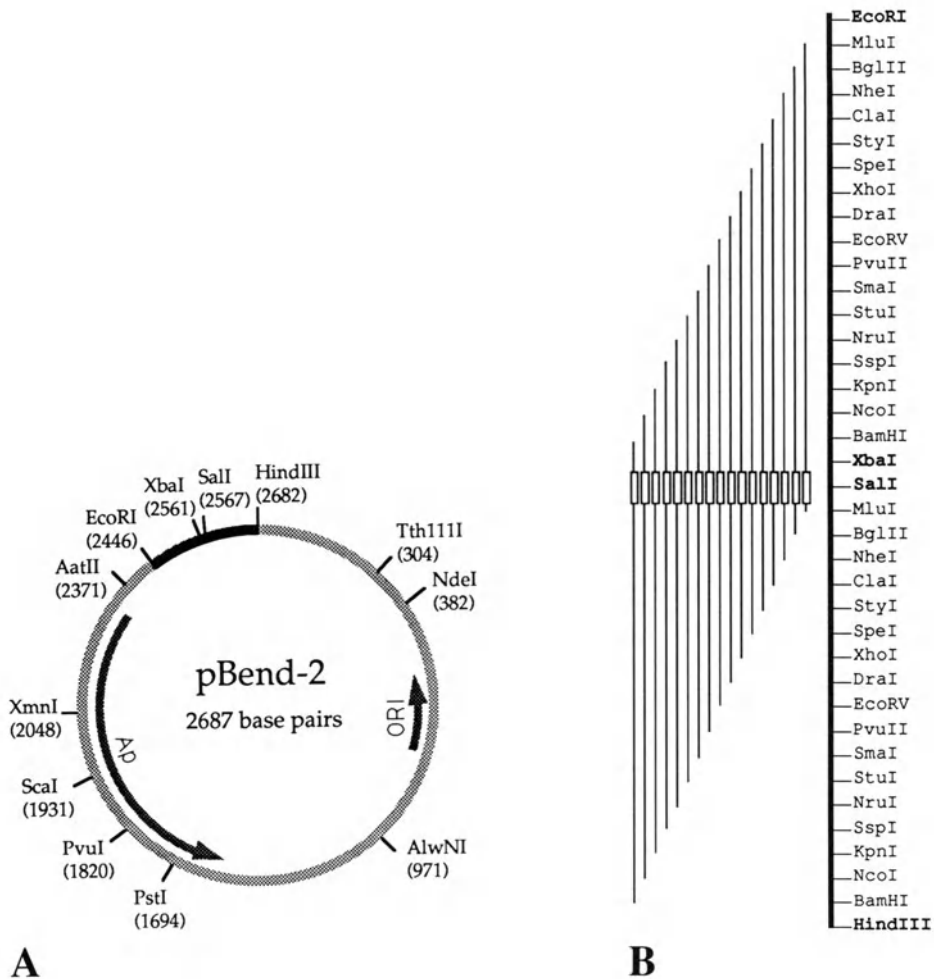 XbaI
(2561)
SalI
(2567)
HindIII
(2682)
EcoRI
(2446)
AatII
(2371)
Tth111I
(304)
NdeI
(382)
pBend-2
2687 base pairs
ORI
Ap
XmnI
(2048)
ScaI
(1931)
PvuI
(1820)
PstI
(1694)
AlwNI
(971)
A
EcoRI
MluI
BglII
NheI
ClaI
StyI
SpeI
XhoI
DraI
EcoRV
PvuII
SmaI
StuI
NruI
SspI
KpnI
NcoI
BamHI
XbaI
SalI
MluI
BglII
NheI
ClaI
StyI
SpeI
XhoI
DraI
EcoRV
PvuII
SmaI
StuI
NruI
SspI
KpnI
NcoI
BamHI
HindIII
B